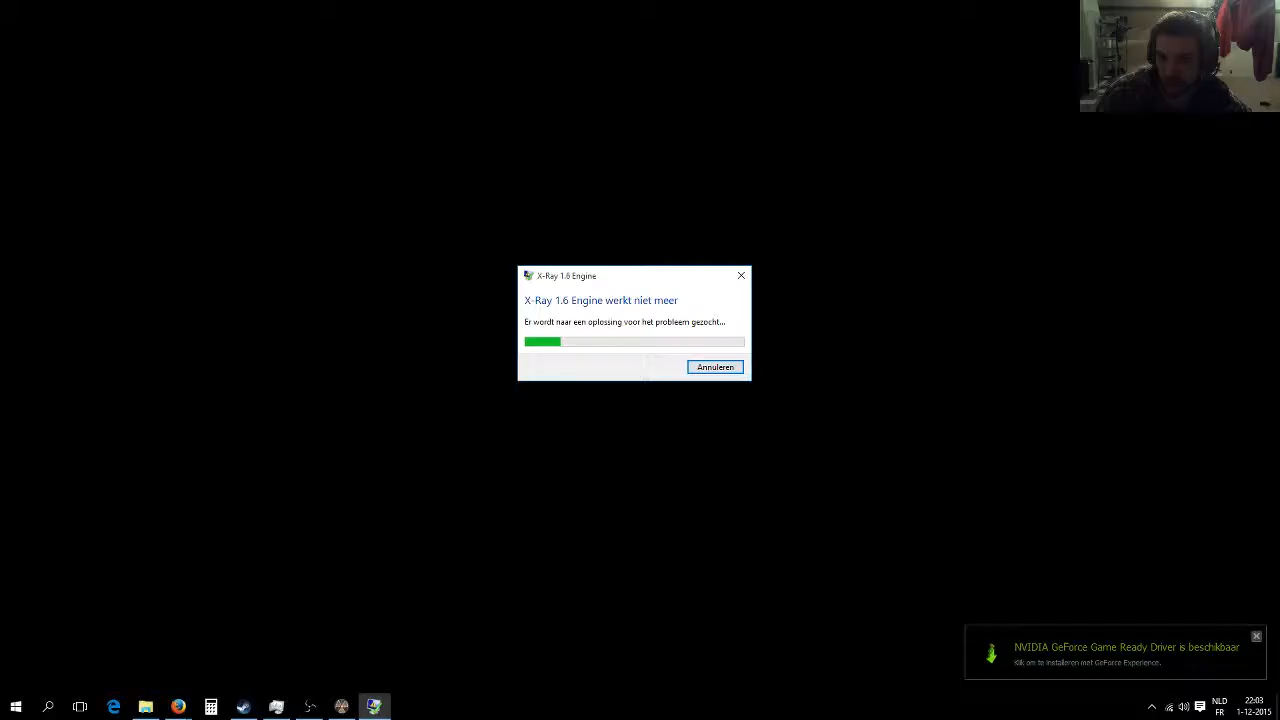 X-Ray 1.6 Engine
X-Ray 1.6 Engine werkt niet meer
Er wordt naar een oplossing voor het probleem gezocht...
Annuleren
NVIDIA GeForce Game Ready Driver is beschikbaar
Klik om te installeren met GeForce Experience.
NLD
FR
22:03
1-12-2015